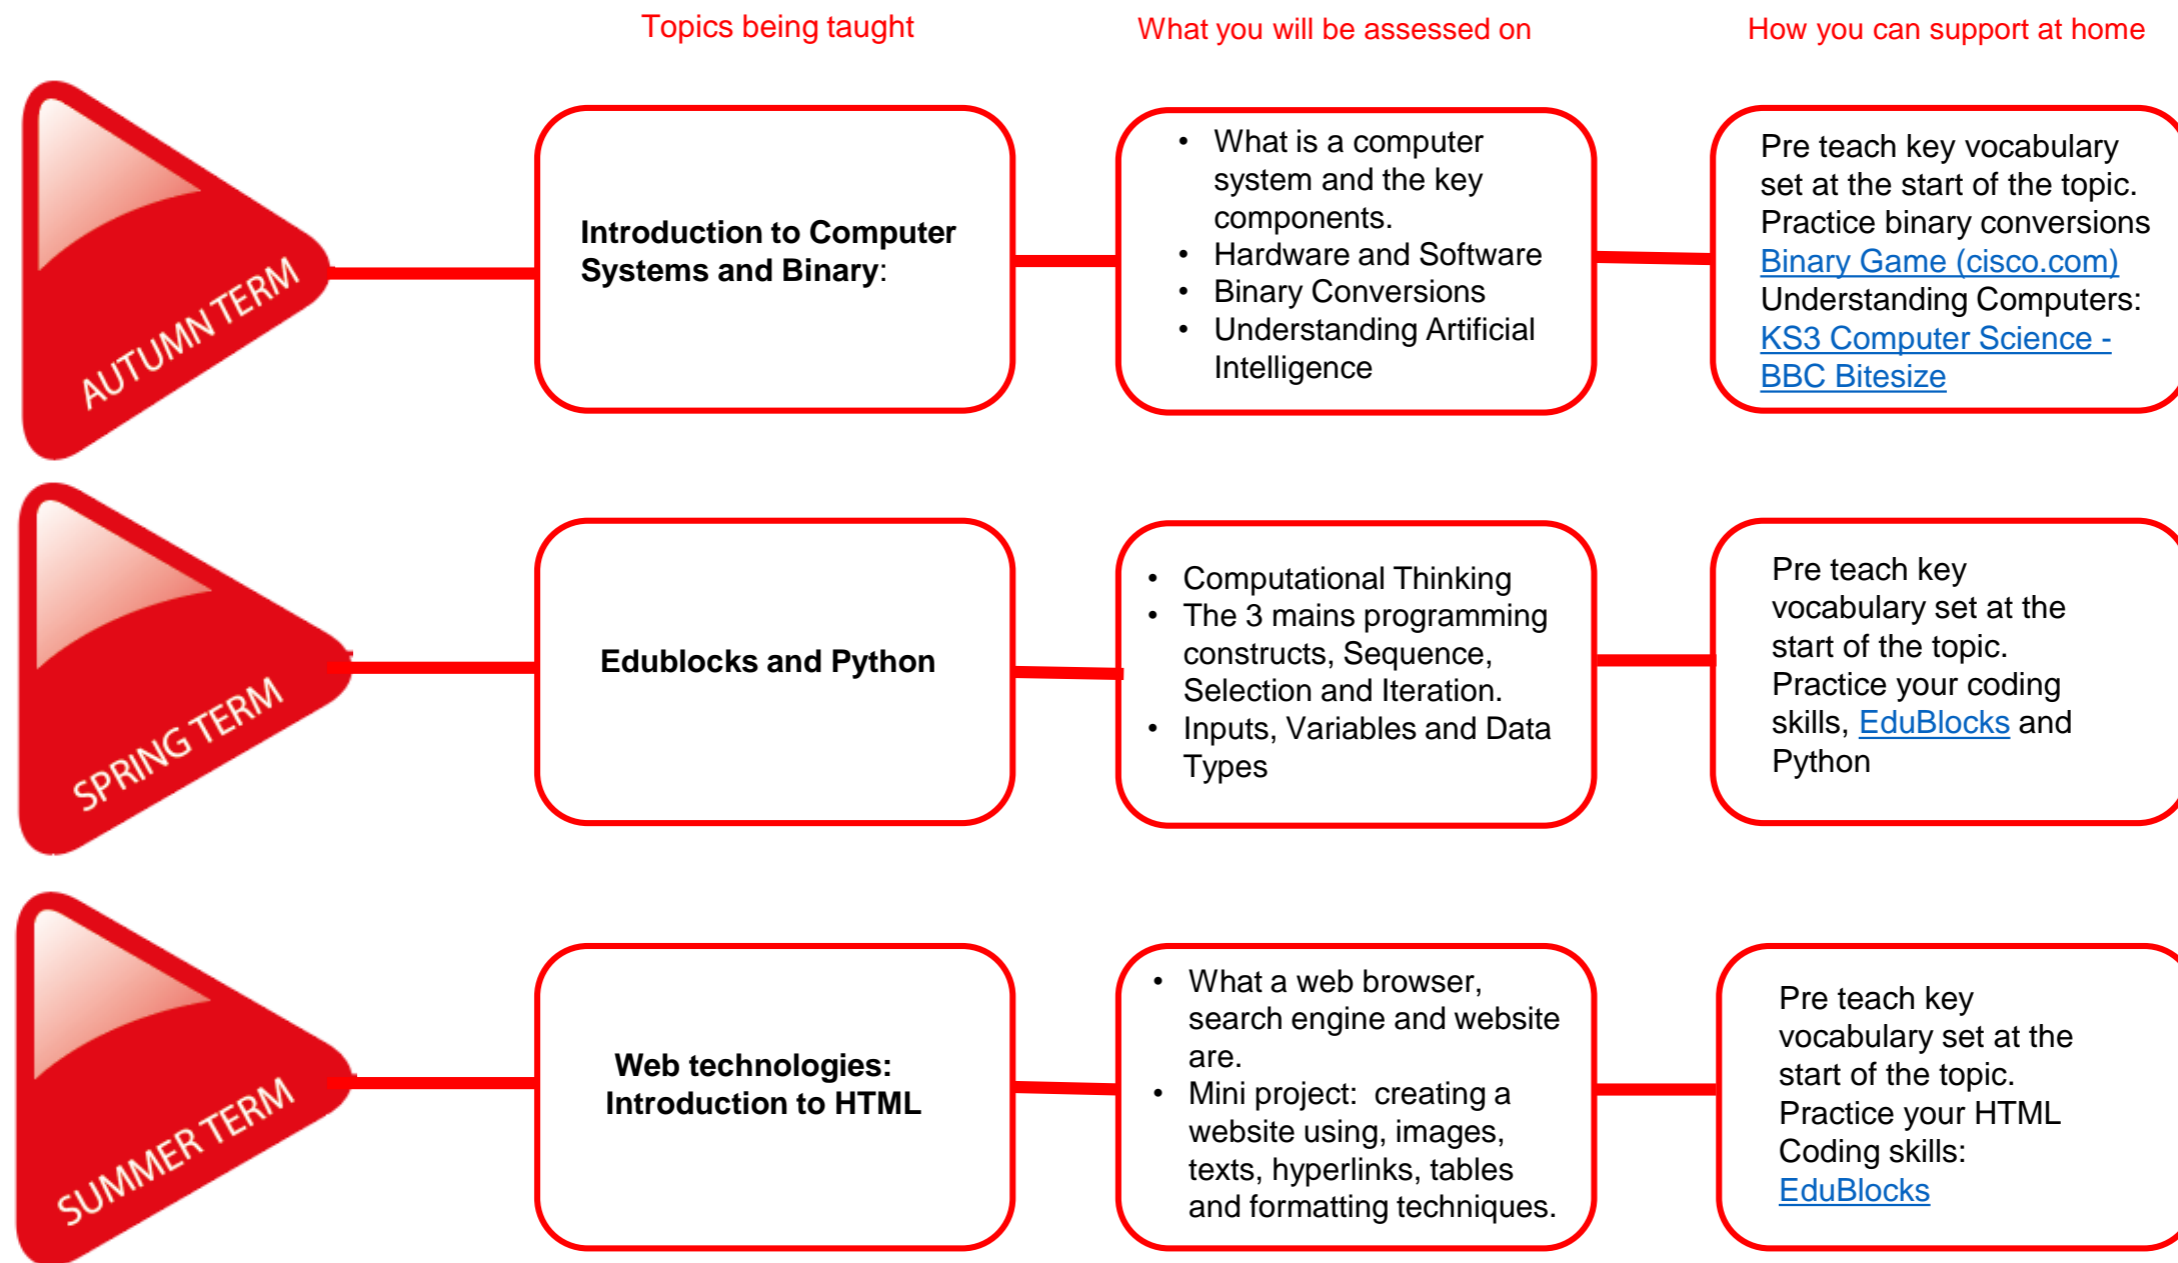 Topics being taught
What you will be assessed on
How you can support at home
AUTUMN TERM
Introduction to Computer
Systems and Binary:
• What is a computer
system and the key
components.
• Hardware and Software
• Binary Conversions
• Understanding Artificial
Intelligence
Pre teach key vocabulary
set at the start of the topic.
Practice binary conversions
Binary Game (cisco.com)
Understanding Computers:
KS3 Computer Science -
BBC Bitesize
SPRING TERM
Edublocks and Python
• Computational Thinking
• The 3 mains programming
constructs, Sequence,
Selection and Iteration.
• Inputs, Variables and Data
Types
Pre teach key
vocabulary set at the
start of the topic.
Practice your coding
skills, EduBlocks and
Python
SUMMER TERM
Web technologies:
Introduction to HTML
• What a web browser,
search engine and website
are.
• Mini project:  creating a
website using, images,
texts, hyperlinks, tables
and formatting techniques.
Pre teach key
vocabulary set at the
start of the topic.
Practice your HTML
Coding skills:
EduBlocks